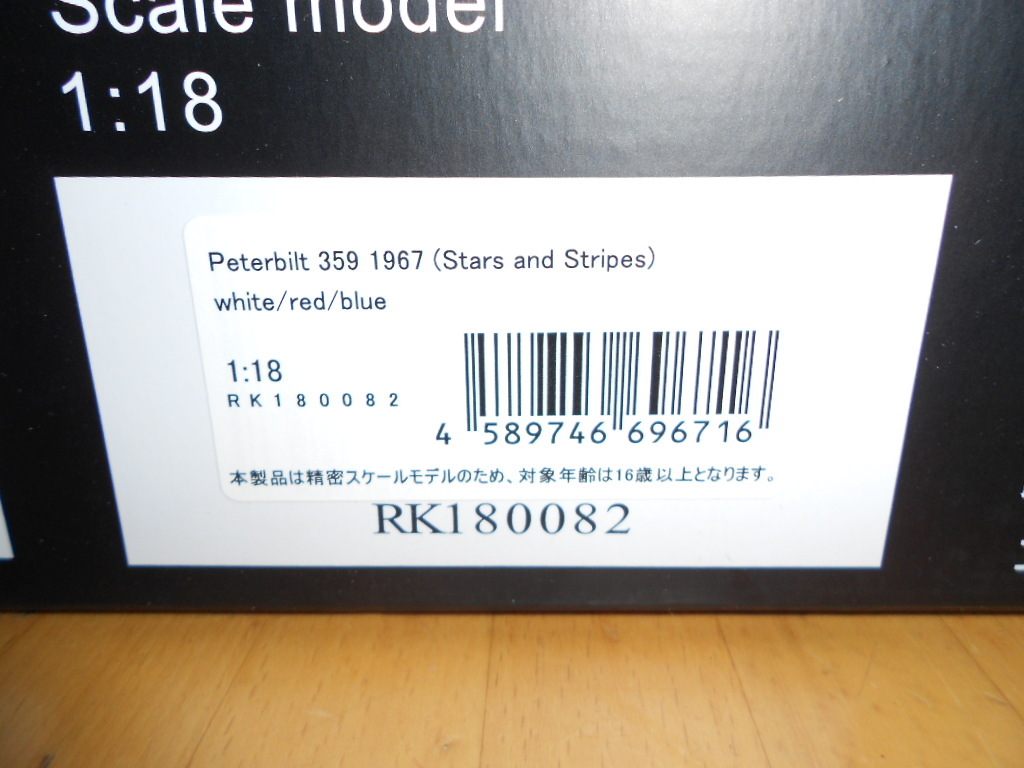 Scale model
1:18
Peterbilt 359 1967 (Stars and Stripes)
white/red/blue
1:18
RK180082
4 589746 696716
本製品は精密スケールモデルのため、対象年齢は16歳以上となります。
RK180082